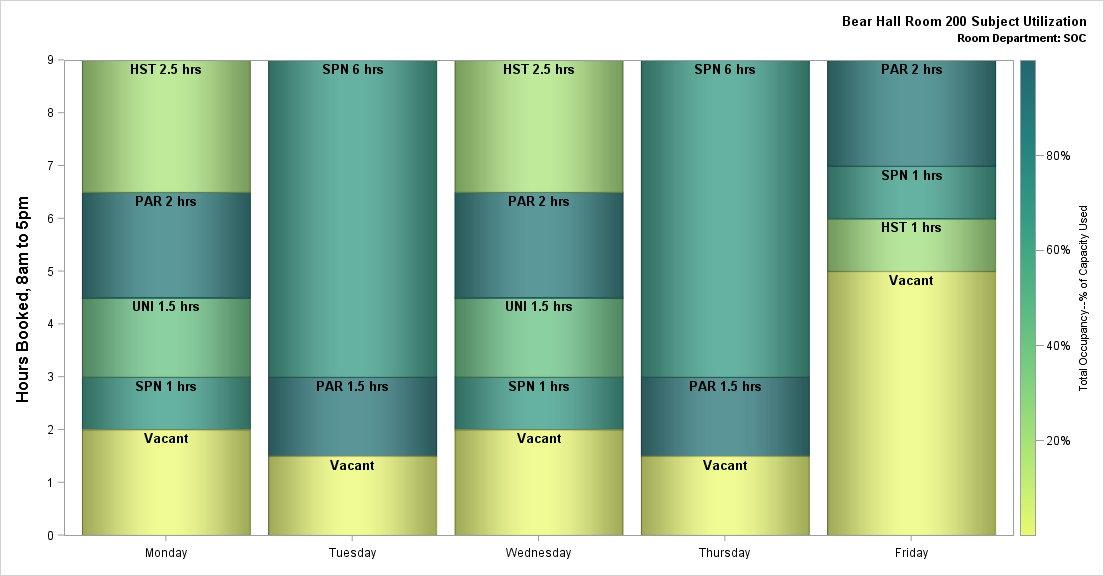 Bear Hall Room 200 Subject Utilization
Room Department: SOC
Hours Booked, 8am to 5pm
9
8
7
6
5
4
3
2
1
0
HST 2.5 hrs
PAR 2 hrs
UNI 1.5 hrs
SPN 1 hrs
Vacant
SPN 6 hrs
PAR 1.5 hrs
Vacant
HST 2.5 hrs
PAR 2 hrs
UNI 1.5 hrs
SPN 1 hrs
Vacant
SPN 6 hrs
PAR 1.5 hrs
Vacant
PAR 2 hrs
SPN 1 hrs
HST 1 hrs
Vacant
Monday
Tuesday
Wednesday
Thursday
Friday
80%
60%
40%
20%
Total Occupancy--% of Capacity Used